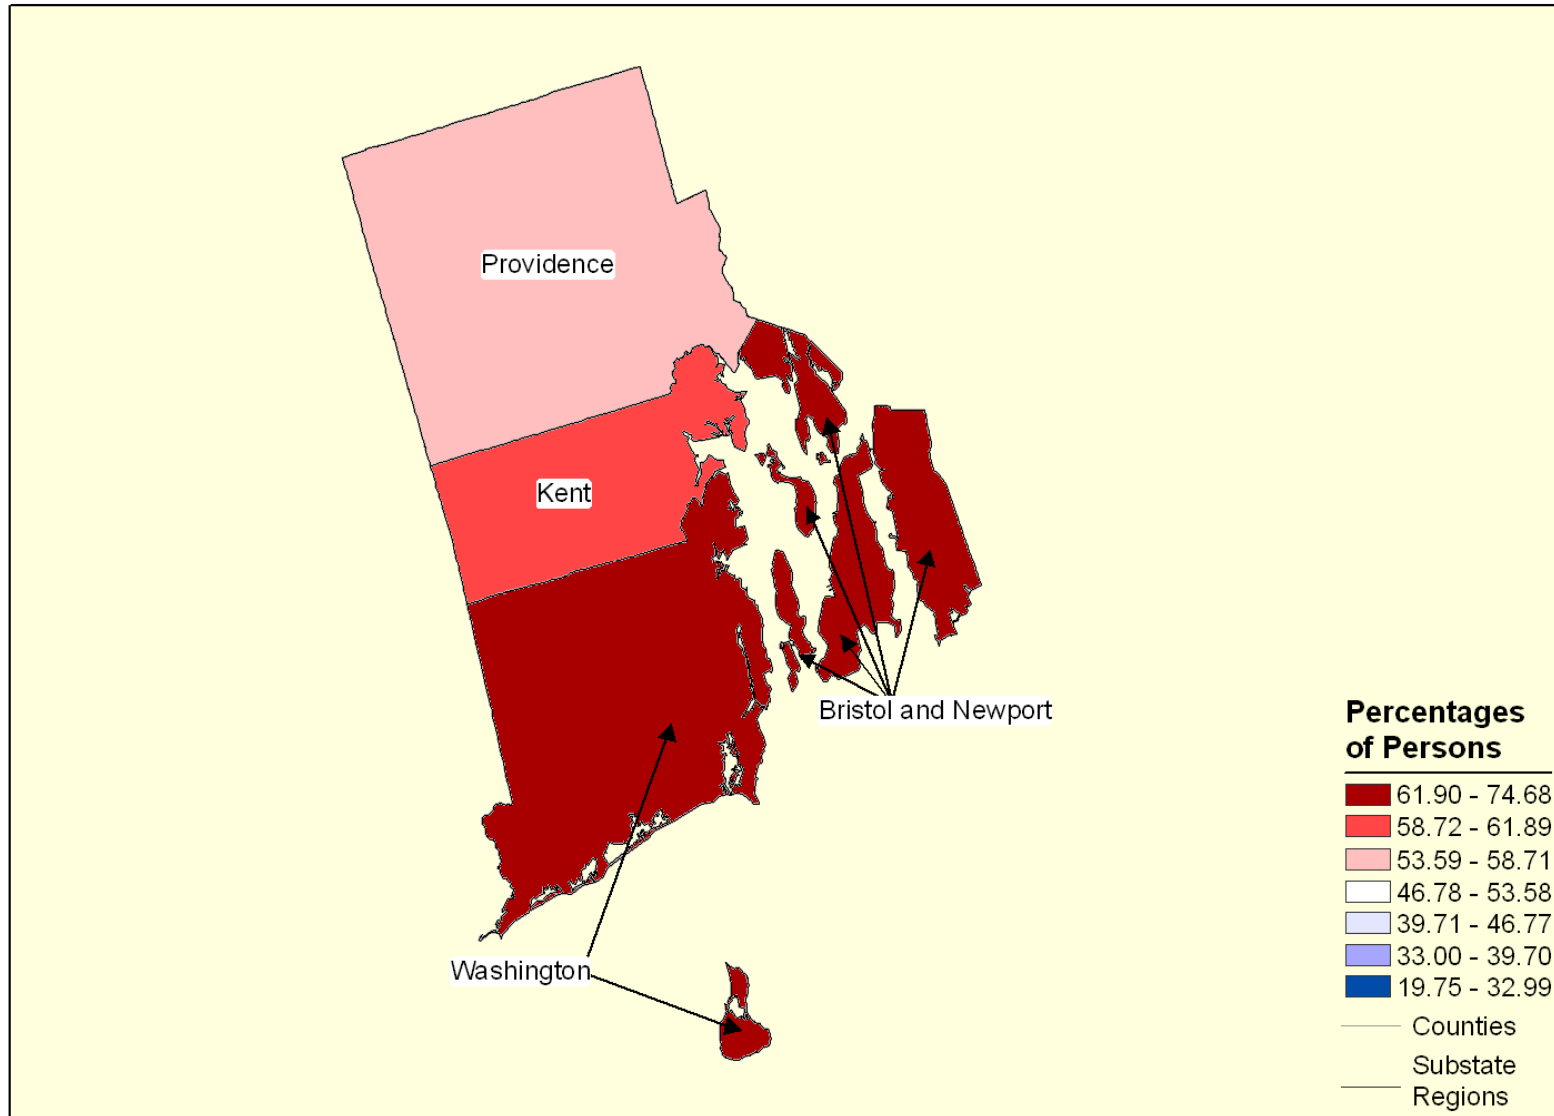 Providence
Kent
Bristol and Newport
Washington
Percentages
of Persons
61.90 - 74.68
58.72 - 61.89
53.59 - 58.71
46.78 - 53.58
39.71 - 46.77
33.00 - 39.70
19.75 - 32.99
Counties
Substate
Regions